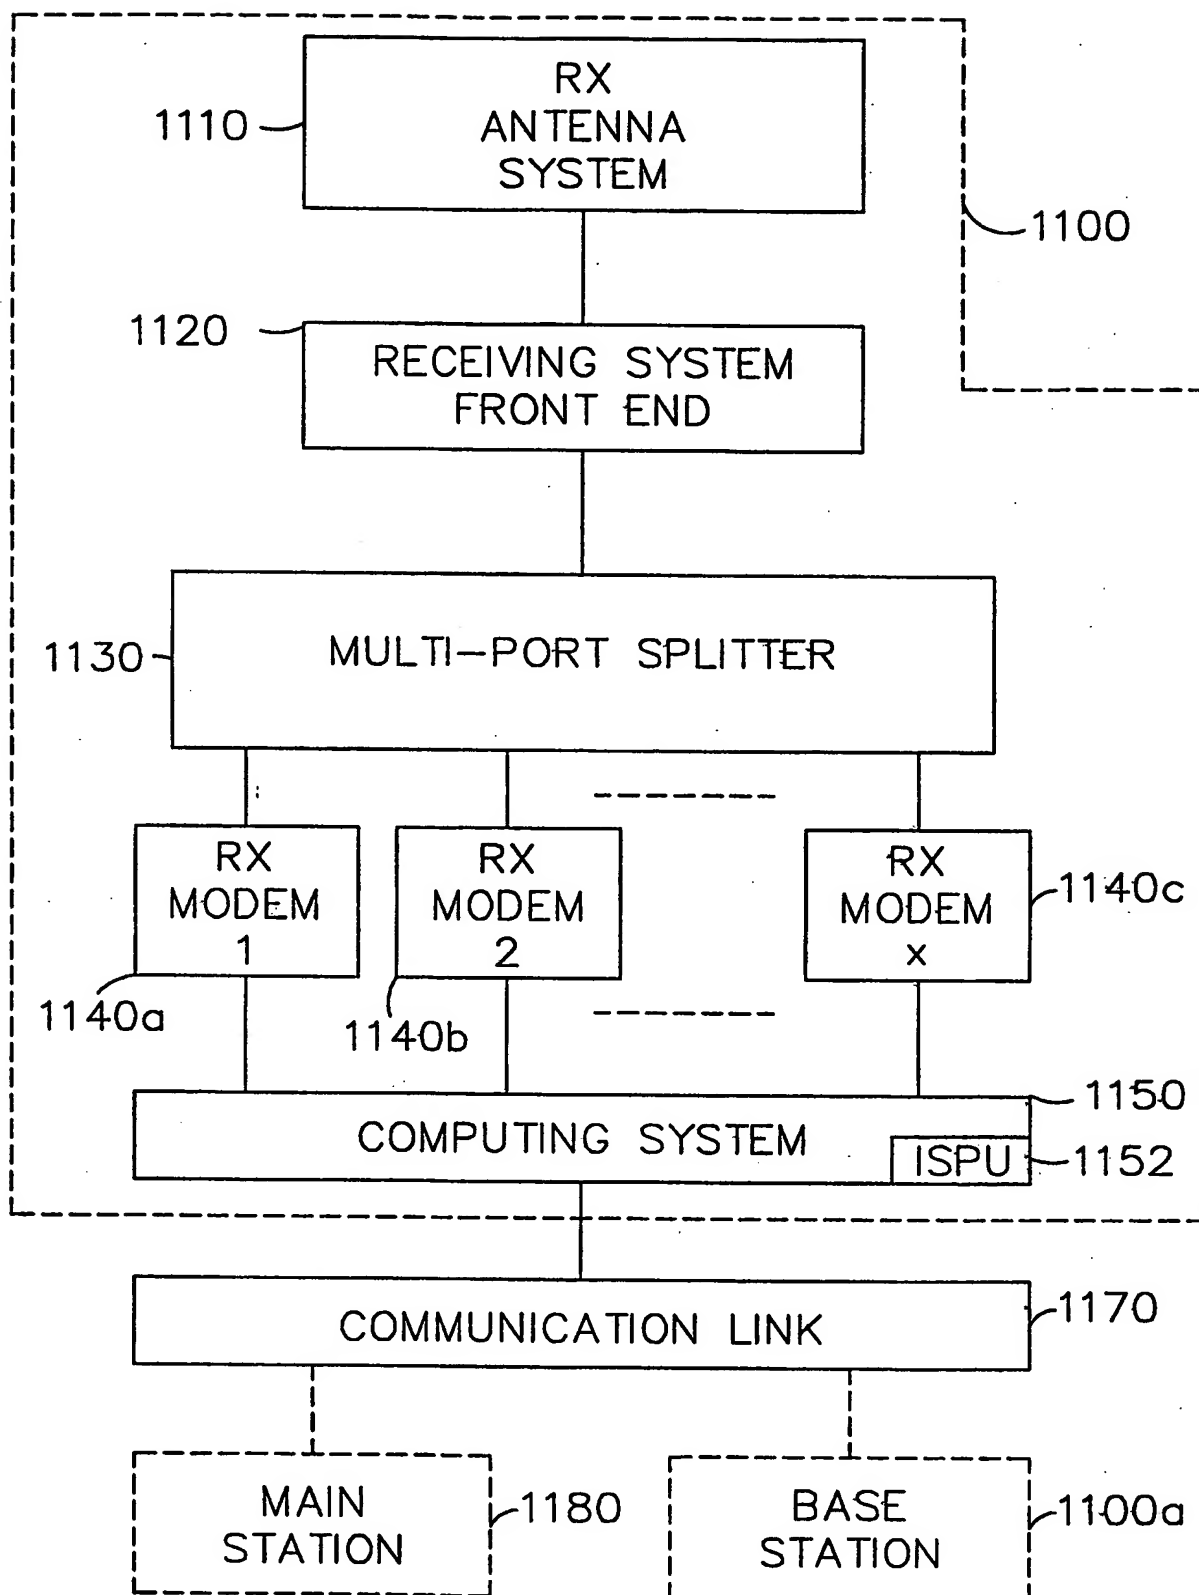 RX
ANTENNA
SYSTEM
1110
1100
1120
RECEIVING SYSTEM
FRONT END
1130
MULTI-PORT SPLITTER
RX
MODEM
1
RX
MODEM
2
RX
MODEM
x
1140c
1140a
1140b
1150
COMPUTING SYSTEM
ISPU
1152
COMMUNICATION LINK
1170
MAIN
STATION
1180
BASE
STATION
1100a